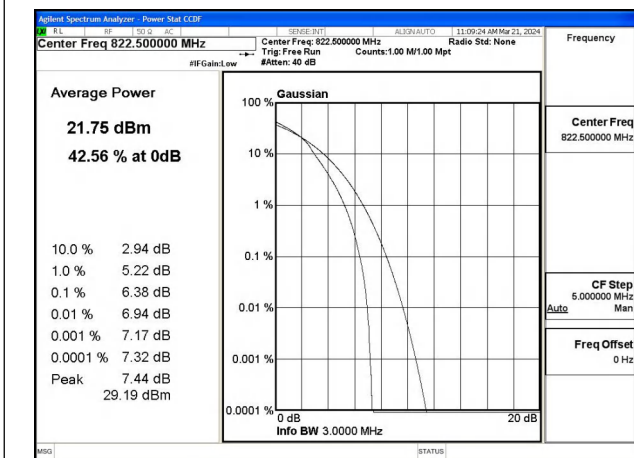 Agilent Spectrum Analyzer - Power Stat CCDF
RL RF 50 Ω AC SENSE:INT ALIGNAUTO 11:09:24 AM Mar 21, 2024
Center Freq 822.500000 MHz
Center Freq: 822.500000 MHz Radio Std: None
Trig: Free Run Counts:1.00 M/1.00 Mpt
#IFGain:Low #Atten: 40 dB
Frequency
Average Power
21.75 dBm
42.56 % at 0dB
10.0 % 2.94 dB
1.0 % 5.22 dB
0.1 % 6.38 dB
0.01 % 6.94 dB
0.001 % 7.17 dB
0.0001 % 7.32 dB
Peak 7.44 dB
29.19 dBm
Gaussian
100 %
10 %
1 %
0.1 %
0.01 %
0.001 %
0.0001 %
0 dB 20 dB
Info BW 3.0000 MHz
Center Freq
822.500000 MHz
CF Step
5.000000 MHz
Auto Man
Freq Offset
0 Hz
MSG STATUS